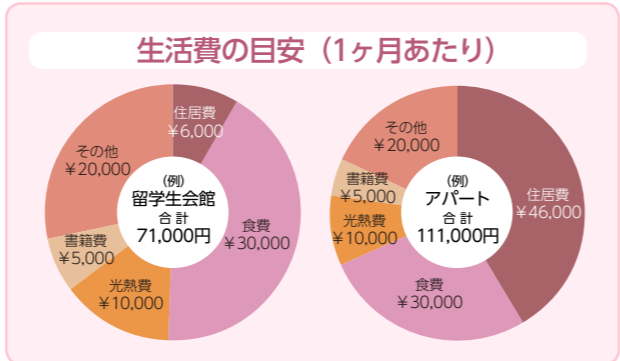 生活費の目安（1ヶ月あたり）
住居費
￥6,000
食費
￥30,000
光熱費
￥10,000
書籍費
￥5,000
その他
￥20,000
（例）
留学生会館
合 計
71,000円
住居費
￥46,000
食費
￥30,000
光熱費
￥10,000
書籍費
￥5,000
その他
￥20,000
（例）
アパート
合 計
111,000円